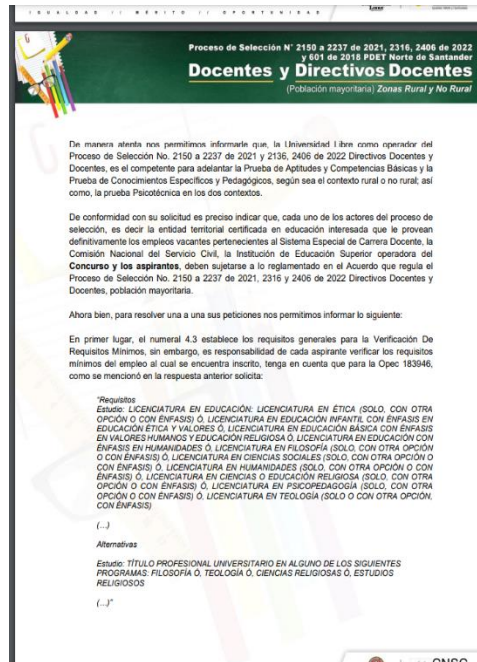 IGUALDAD // MÉRITO // OPORTUNIDAD
Libre
Proceso de Selección N° 2150 a 2237 de 2021, 2316, 2406 de 2022
y 601 de 2018 PDET Norte de Santander
Docentes y Directivos Docentes
(Población mayoritaria) Zonas Rural y No Rural
De manera atenta nos permitimos informarle que, la Universidad Libre como operador del
Proceso de Selección No. 2150 a 2237 de 2021 y 2136, 2406 de 2022 Directivos Docentes y
Docentes, es el competente para adelantar la Prueba de Aptitudes y Competencias Básicas y la
Prueba de Conocimientos Específicos y Pedagógicos, según sea el contexto rural o no rural; así
como, la prueba Psicotécnica en los dos contextos.
De conformidad con su solicitud es preciso indicar que, cada uno de los actores del proceso de
selección, es decir la entidad territorial certificada en educación interesada que le provean
definitivamente los empleos vacantes pertenecientes al Sistema Especial de Carrera Docente, la
Comisión Nacional del Servicio Civil, la Institución de Educación Superior operadora del
Concurso y los aspirantes, deben sujetarse a lo reglamentado en el Acuerdo que regula el
Proceso de Selección No. 2150 a 2237 de 2021, 2316 y 2406 de 2022 Directivos Docentes y
Docentes, población mayoritaria.
Ahora bien, para resolver una a una sus peticiones nos permitimos informar lo siguiente:
En primer lugar, el numeral 4.3 establece los requisitos generales para la Verificación De
Requisitos Mínimos, sin embargo, es responsabilidad de cada aspirante verificar los requisitos
mínimos del empleo al cual se encuentra inscrito, tenga en cuenta que para la Opec 183946,
como se mencionó en la respuesta anterior solicita:
"Requisitos
Estudio: LICENCIATURA EN EDUCACIÓN: LICENCIATURA EN ÉTICA (SOLO, CON OTRA
OPCIÓN O CON ÉNFASIS) Ó, LICENCIATURA EN EDUCACIÓN INFANTIL CON ÉNFASIS EN
EDUCACIÓN ÉTICA Y VALORES Ó, LICENCIATURA EN EDUCACIÓN BÁSICA CON ÉNFASIS
EN VALORES HUMANOS Y EDUCACIÓN RELIGIOSA Ó, LICENCIATURA EN EDUCACIÓN CON
ÉNFASIS EN HUMANIDADES Ó, LICENCIATURA EN FILOSOFÍA (SOLO, CON OTRA OPCIÓN
O CON ÉNFASIS) Ó, LICENCIATURA EN CIENCIAS SOCIALES (SOLO, CON OTRA OPCIÓN O
CON ÉNFASIS) Ó, LICENCIATURA EN HUMANIDADES (SOLO, CON OTRA OPCIÓN O CON
ÉNFASIS) Ó, LICENCIATURA EN CIENCIAS O EDUCACIÓN RELIGIOSA (SOLO, CON OTRA
OPCIÓN O CON ÉNFASIS) Ó, LICENCIATURA EN PSICOPEDAGOGÍA (SOLO, CON OTRA
OPCIÓN O CON ÉNFASIS) Ó, LICENCIATURA EN TEOLOGÍA (SOLO O CON OTRA OPCIÓN,
CON ÉNFASIS)
(...)
Alternativas
Estudio: TÍTULO PROFESIONAL UNIVERSITARIO EN ALGUNO DE LOS SIGUIENTES
PROGRAMAS: FILOSOFÍA Ó, TEOLOGÍA Ó, CIENCIAS RELIGIOSAS Ó, ESTUDIOS
RELIGIOSOS
(...)"
CNSC